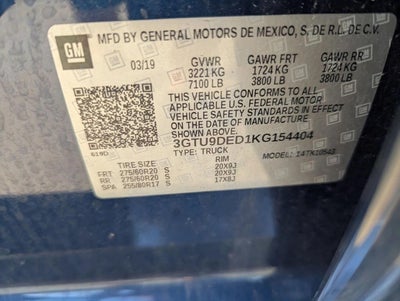 GM
MFD BY GENERAL MOTORS DE MEXICO, S. DE R.L. DE C.V.
03/19 GVWR GAWR FRT GAWR RR
3221 KG 1724 KG 1724 KG
7100 LB 3800 LB 3800 LB
THIS VEHICLE CONFORMS TO ALL APPLICABLE
U.S. FEDERAL MOTOR
VEHICLE SAFETY STANDARDS IN EFFECT ON THE DATE OF
MANUFACTURE SHOWN ABOVE.
3GTU9DED1KG154404
TYPE: TRUCK MODEL: 14TK10543
TIRE SIZE RIM
FRT 275/60R20 S 20X9J
RR 275/60R20 S 20X9J
SPA 255/80R17 S 17X8J